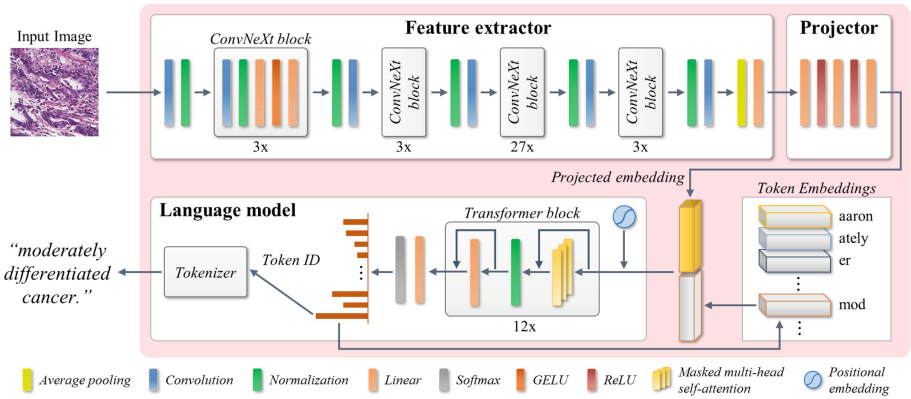 Input Image
Feature extractor
Projector
ConvNeXt block
ConvNeXt
block
ConvNeXt
block
ConvNeXt
block
3x
3x
27x
3x
Projected embedding
Token Embeddings
Language model
Transformer block
aaron
ately
er
...
mod
...
"moderately
differentiated
cancer."
Tokenizer
Token ID
...
12x
Average pooling
Convolution
Normalization
Linear
Softmax
GELU
ReLU
Masked multi-head
self-attention
Positional
embedding